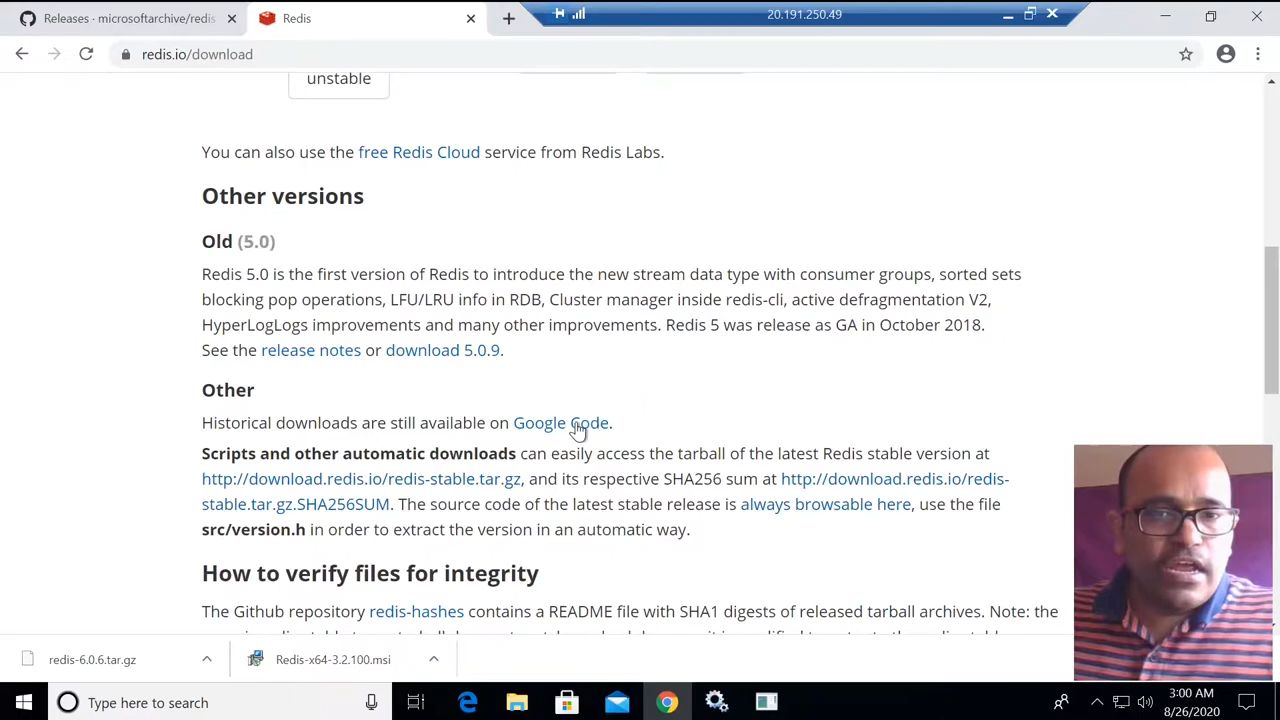 Releases · microsoftarchive/redis
Redis
20.191.250.49
redis.io/download
unstable
You can also use the free Redis Cloud service from Redis Labs.
Other versions
Old (5.0)
Redis 5.0 is the first version of Redis to introduce the new stream data type with consumer groups, sorted sets
blocking pop operations, LFU/LRU info in RDB, Cluster manager inside redis-cli, active defragmentation V2,
HyperLogLogs improvements and many other improvements. Redis 5 was release as GA in October 2018.
See the release notes or download 5.0.9.
Other
Historical downloads are still available on Google Code.
Scripts and other automatic downloads can easily access the tarball of the latest Redis stable version at
http://download.redis.io/redis-stable.tar.gz, and its respective SHA256 sum at http://download.redis.io/redis-
stable.tar.gz.SHA256SUM. The source code of the latest stable release is always browsable here, use the file
src/version.h in order to extract the version in an automatic way.
How to verify files for integrity
The Github repository redis-hashes contains a README file with SHA1 digests of released tarball archives. Note: the
redis-6.0.6.tar.gz
Redis-x64-3.2.100.msi
Type here to search
3:00 AM
8/26/2020